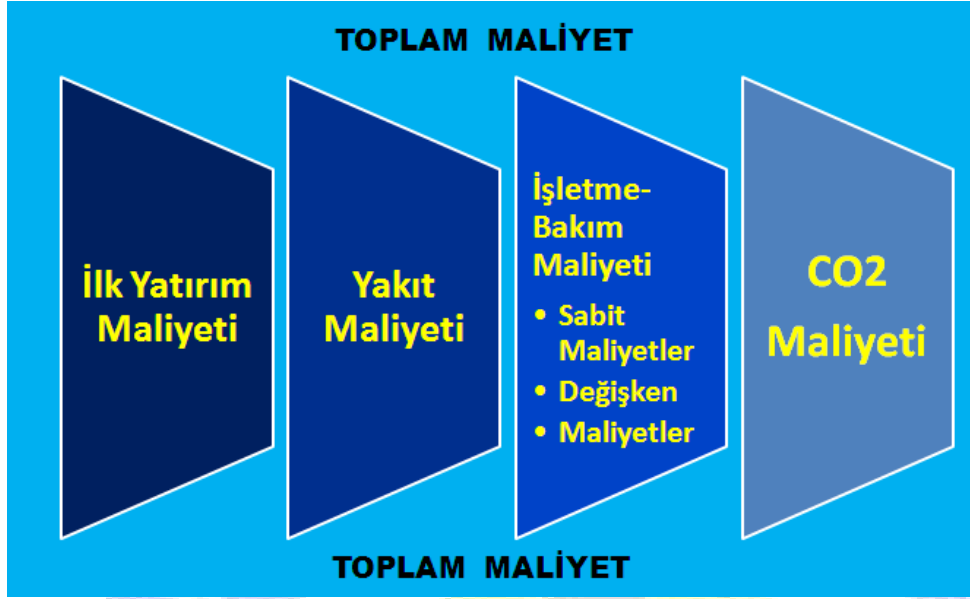 TOPLAM MALİYET
İlk Yatırım
Maliyeti
Yakıt
Maliyeti
İşletme-
Bakım
Maliyeti
• Sabit
Maliyetler
• Değişken
• Maliyetler
CO2
Maliyeti
TOPLAM MALİYET